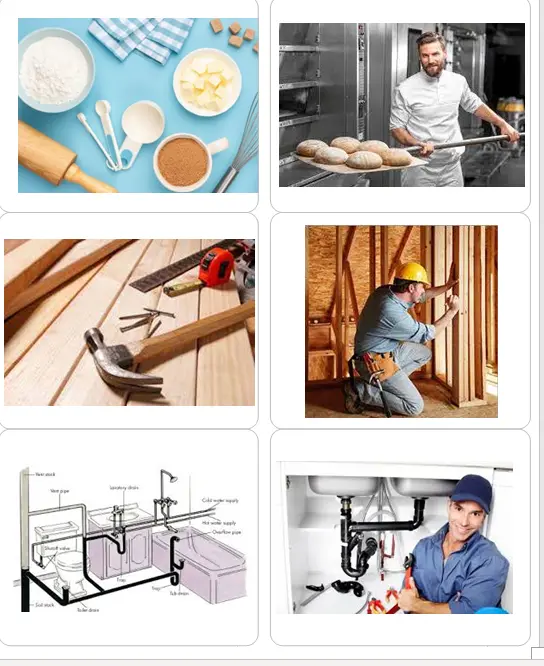 Vent stack
Vent pipe
Lavatory drain
Cold water supply
Hot water supply
Overflow pipe
Shutoff valve
Trap
Trap
Tub drain
Soil stack
Toilet drain